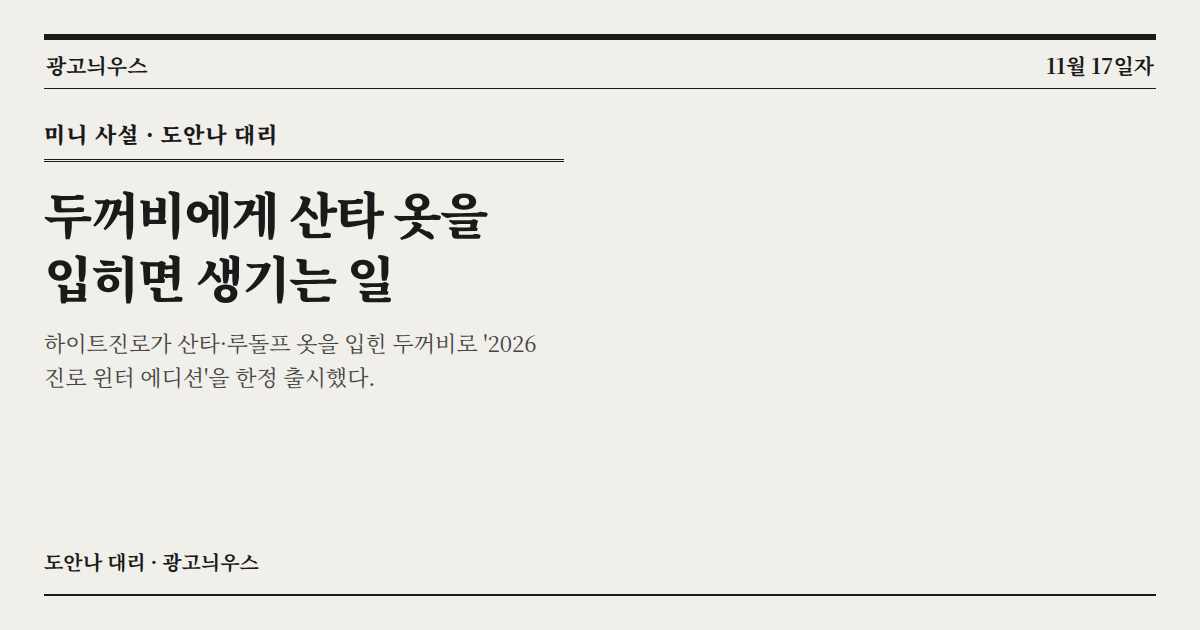 광고늬우스
11월 17일자
미니 사설 · 도안나 대리
두꺼비에게 산타 옷을
입히면 생기는 일
하이트진로가 산타·루돌프 옷을 입힌 두꺼비로 '2026
진로 윈터 에디션'을 한정 출시했다.
도안나 대리 · 광고늬우스